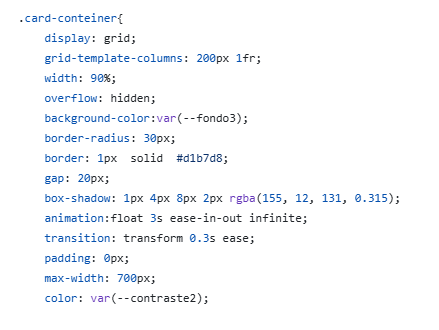 .card-conteiner{
display: grid;
grid-template-columns: 200px 1fr;
width: 90%;
overflow: hidden;
background-color:var(--fondo3);
border-radius: 30px;
border: 1px  solid  #d1b7d8;
gap: 20px;
box-shadow: 1px 4px 8px 2px rgba(155, 12, 131, 0.315);
animation:float 3s ease-in-out infinite;
transition: transform 0.3s ease;
padding: 0px;
max-width: 700px;
color: var(--contraste2);